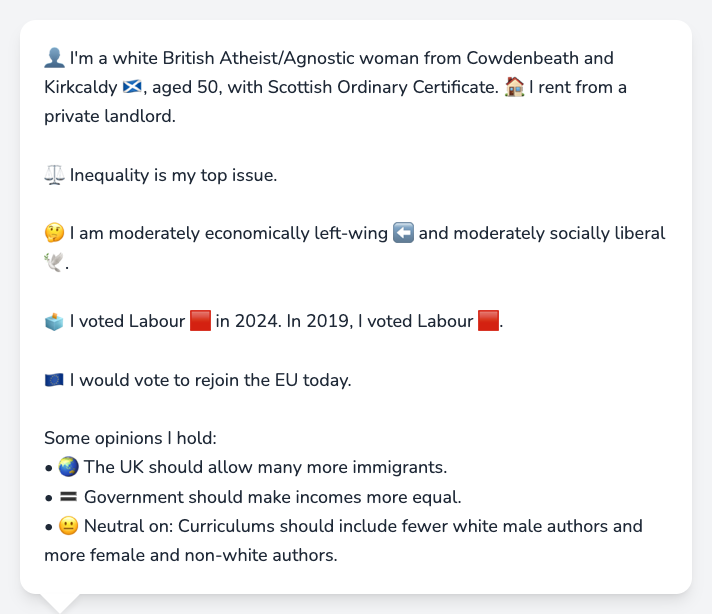 👤 I'm a white British Atheist/Agnostic woman from Cowdenbeath and
Kirkcaldy 🏴󠁧󠁢󠁳󠁣󠁴󠁿, aged 50, with Scottish Ordinary Certificate. 🏠 I rent from a
private landlord.
⚖️ Inequality is my top issue.
🤔 I am moderately economically left-wing ⬅️ and moderately socially liberal
🕊️.
🗳️ I voted Labour 🟥 in 2024. In 2019, I voted Labour 🟥.
🇪🇺 I would vote to rejoin the EU today.
Some opinions I hold:
• 🌏 The UK should allow many more immigrants.
• 🟰 Government should make incomes more equal.
• 😐 Neutral on: Curriculums should include fewer white male authors and
more female and non-white authors.